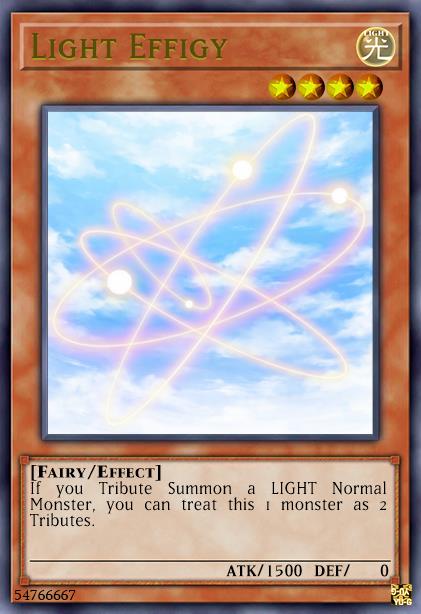 LIGHT EFFIGY
LIGHT
光
[FAIRY/EFFECT]
If you Tribute Summon a LIGHT Normal
Monster, you can treat this 1 monster as 2
Tributes.
ATK/1500 DEF/ 0
54766667